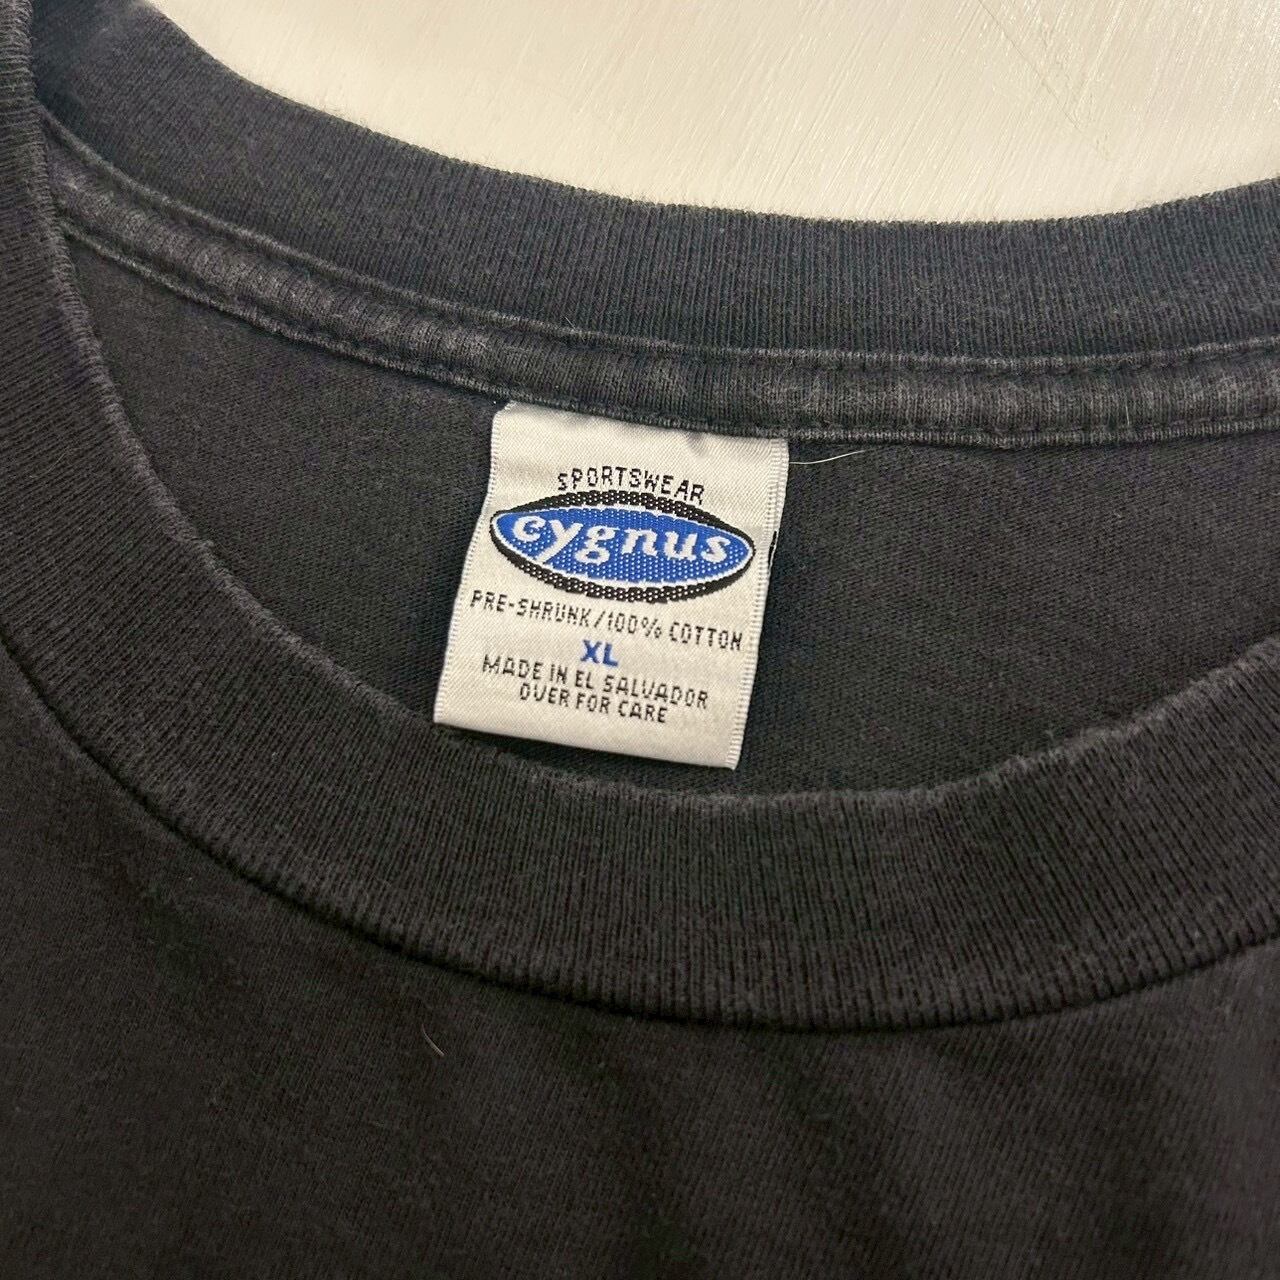 SPORTSWEAR
cygnus
PRE-SHRUNK/100% COTTON
XL
MADE IN EL SALVADOR
OVER FOR CARE